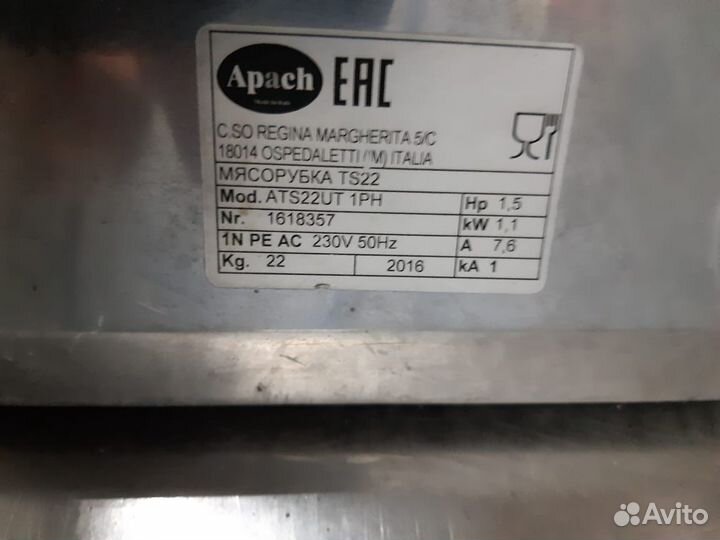 Apach
EAC
C.SO REGINA MARGHERITA 5/C
18014 OSPEDALETTI (IM) ITALIA
МЯСОРУБКА TS22
Mod. ATS22UT 1PH
Hp 1,5
Nr. 1618357
kW 1,1
1N PE AC 230V 50Hz
A 7,6
Kg. 22
2016
kA 1
Avito